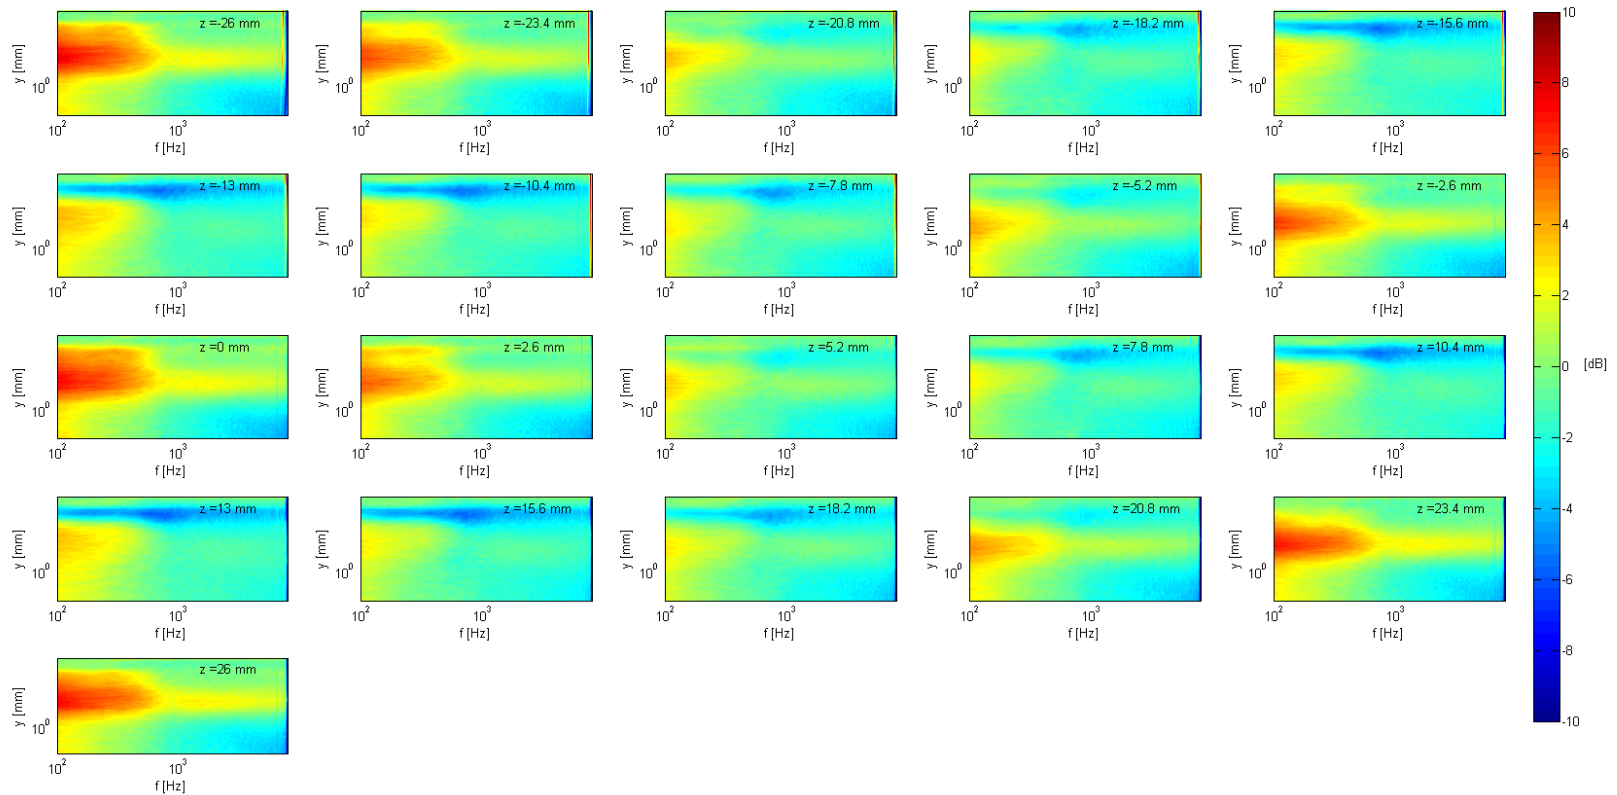 z =-26 mm
y [mm]
10^0
10^2 10^3
f [Hz]
z =-23.4 mm
y [mm]
10^0
10^2 10^3
f [Hz]
z =-20.8 mm
y [mm]
10^0
10^2 10^3
f [Hz]
z =-18.2 mm
y [mm]
10^0
10^2 10^3
f [Hz]
z =-15.6 mm
y [mm]
10^0
10^2 10^3
f [Hz]
z =-13 mm
y [mm]
10^0
10^2 10^3
f [Hz]
z =-10.4 mm
y [mm]
10^0
10^2 10^3
f [Hz]
z =-7.8 mm
y [mm]
10^0
10^2 10^3
f [Hz]
z =-5.2 mm
y [mm]
10^0
10^2 10^3
f [Hz]
z =-2.6 mm
y [mm]
10^0
10^2 10^3
f [Hz]
z =0 mm
y [mm]
10^0
10^2 10^3
f [Hz]
z =2.6 mm
y [mm]
10^0
10^2 10^3
f [Hz]
z =5.2 mm
y [mm]
10^0
10^2 10^3
f [Hz]
z =7.8 mm
y [mm]
10^0
10^2 10^3
f [Hz]
z =10.4 mm
y [mm]
10^0
10^2 10^3
f [Hz]
z =13 mm
y [mm]
10^0
10^2 10^3
f [Hz]
z =15.6 mm
y [mm]
10^0
10^2 10^3
f [Hz]
z =18.2 mm
y [mm]
10^0
10^2 10^3
f [Hz]
z =20.8 mm
y [mm]
10^0
10^2 10^3
f [Hz]
z =23.4 mm
y [mm]
10^0
10^2 10^3
f [Hz]
z =26 mm
y [mm]
10^0
10^2 10^3
f [Hz]
10
8
6
4
2
0
-2
-4
-6
-8
-10
[dB]